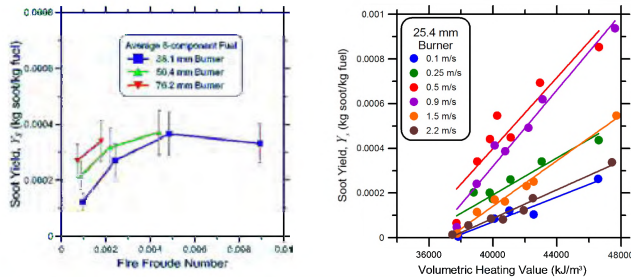 0.0008
0.0006
0.0004
0.0002
0
0
0.002
0.004
0.006
0.008
0.01
Soot Yield, Ys (kg soot/kg fuel)
Fire Froude Number
Average 6-component Fuel
38.1 mm Burner
50.4 mm Burner
76.2 mm Burner
0.001
0.0008
0.0006
0.0004
0.0002
0
36000
40000
44000
48000
Soot Yield, Ys (kg soot/kg fuel)
Volumetric Heating Value (kJ/m³)
25.4 mm
Burner
0.1 m/s
0.25 m/s
0.5 m/s
0.9 m/s
1.5 m/s
2.2 m/s